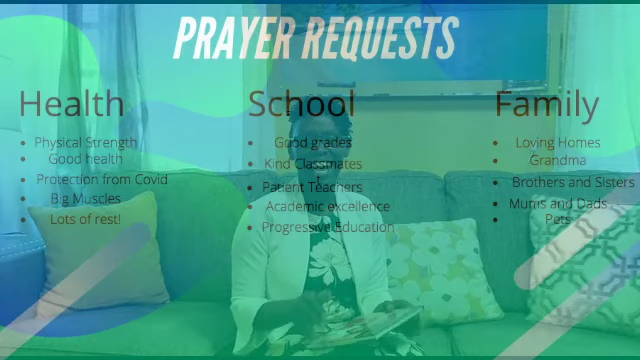 PRAYER REQUESTS
Health
• Physical Strength
• Good health
• Protection from Covid
• Big Muscles
• Lots of rest!
School
• Good grades
• Kind Classmates
• Patient Teachers
• Academic excellence
• Progressive Education
Family
• Loving Homes
• Grandma
• Brothers and Sisters
• Mums and Dads
• Pets